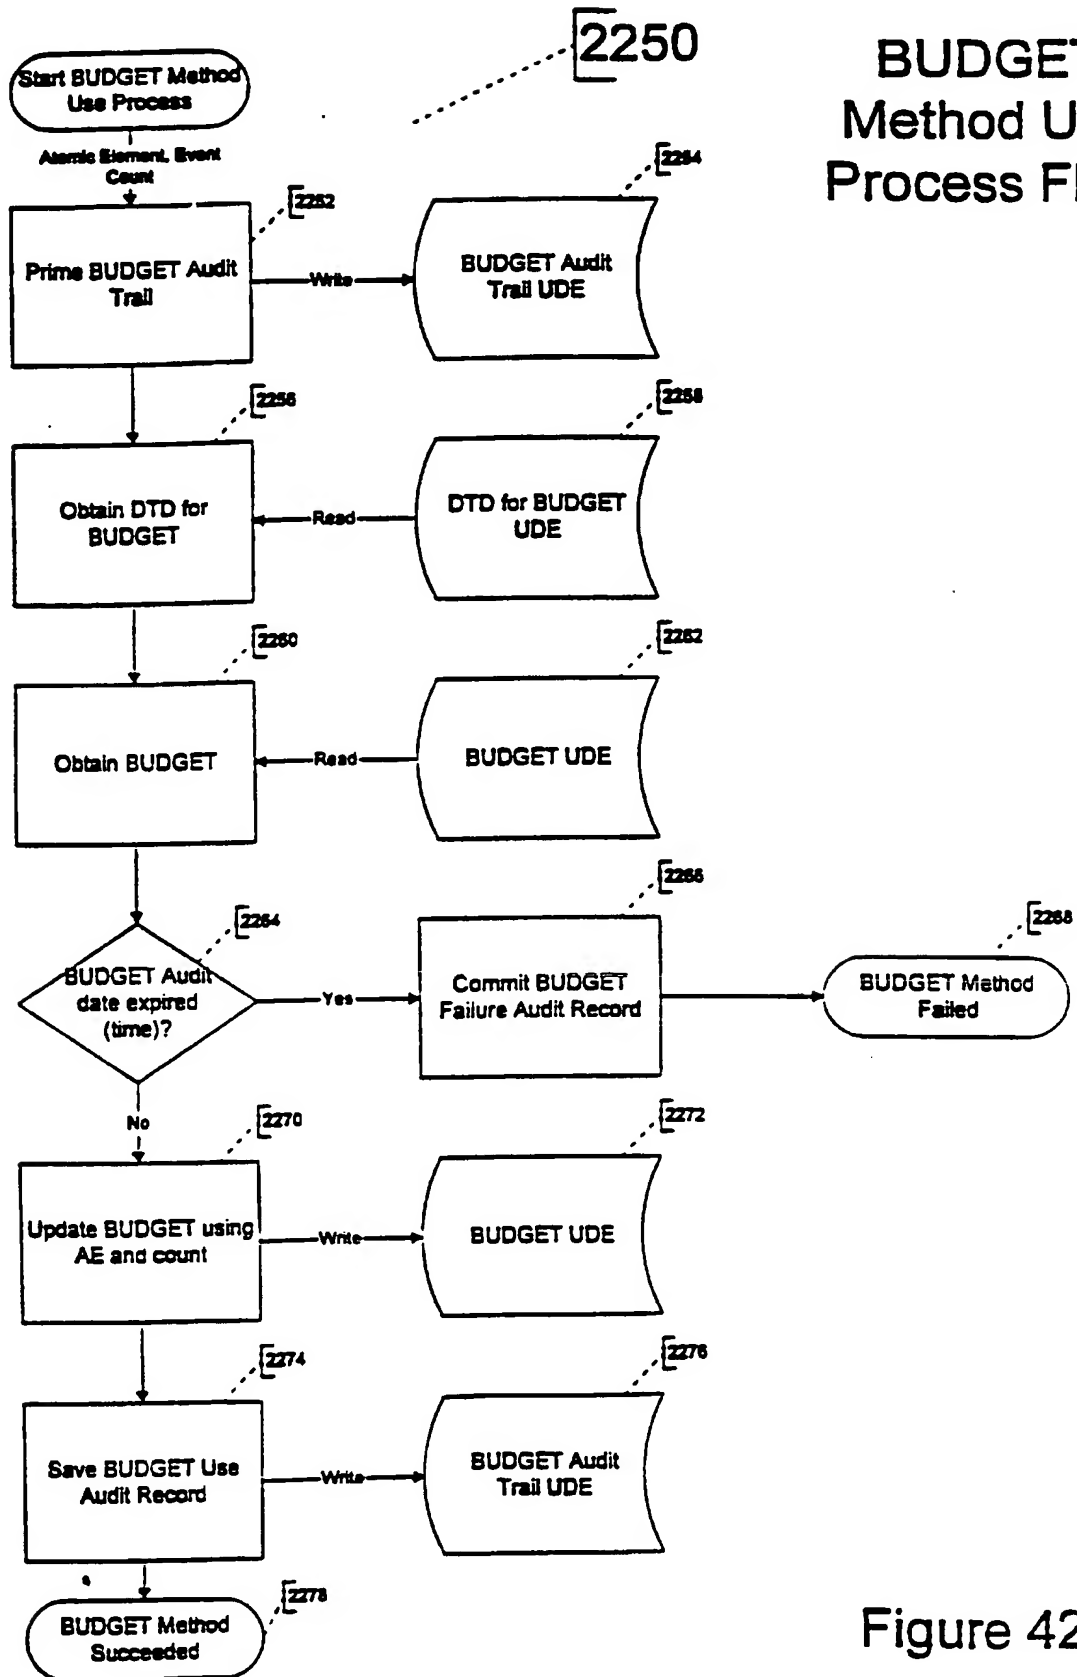 2250
BUDGET
Method U
Process Fl
Start BUDGET Method
Use Process
Atomic Element, Event
Count
2252
2254
Prime BUDGET Audit
Trail
Write
BUDGET Audit
Trail UDE
2256
2258
Obtain DTD for
BUDGET
Read
DTD for BUDGET
UDE
2260
2262
Obtain BUDGET
Read
BUDGET UDE
2264
2266
2268
BUDGET Audit
date expired
(time)?
Yes
Commit BUDGET
Failure Audit Record
BUDGET Method
Failed
No
2270
2272
Update BUDGET using
AE and count
Write
BUDGET UDE
2274
2276
Save BUDGET Use
Audit Record
Write
BUDGET Audit
Trail UDE
2278
BUDGET Method
Succeeded
Figure 42